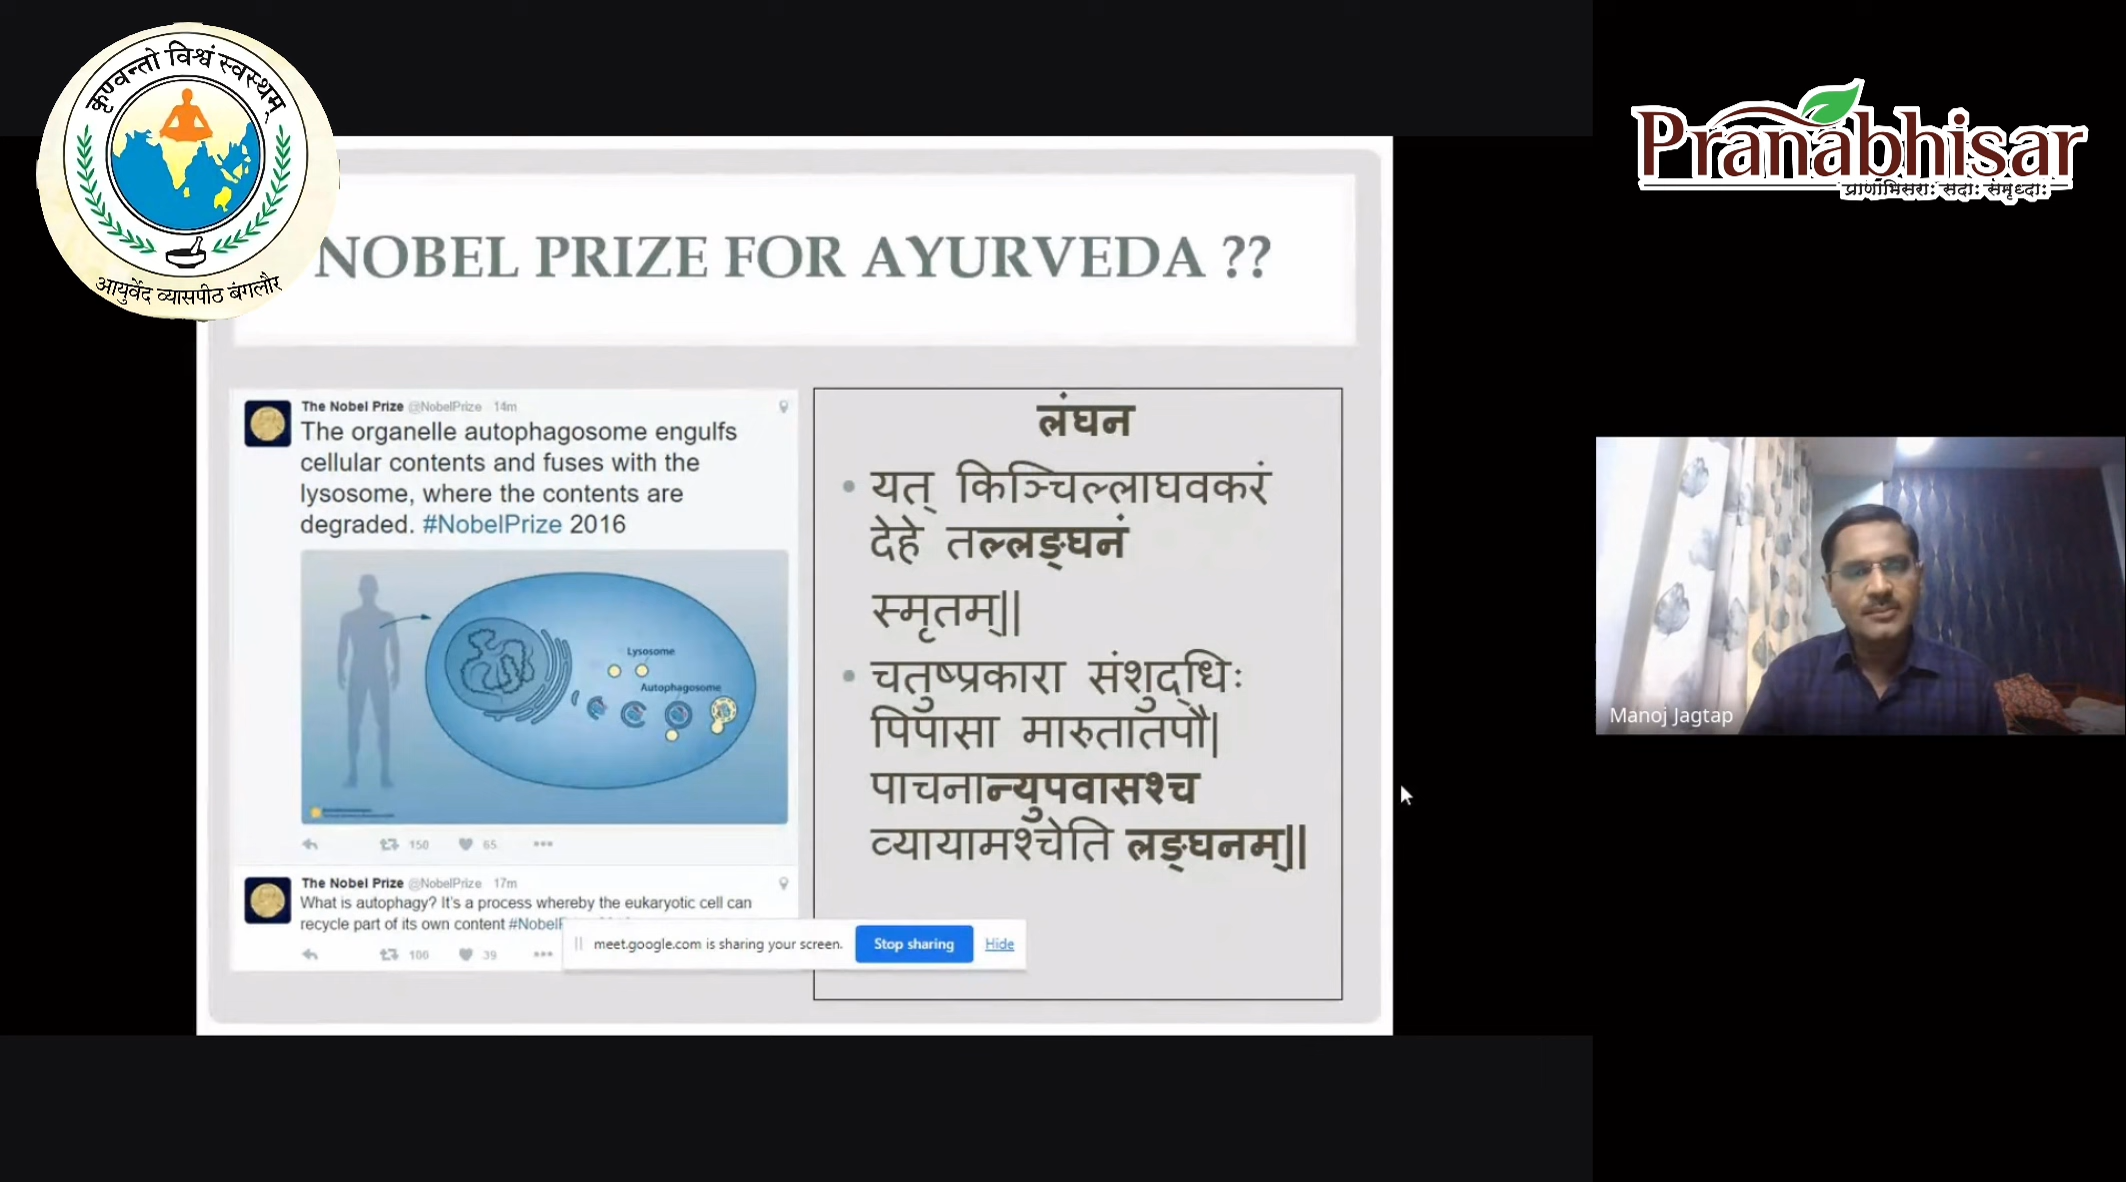 कृण्वन्तो विश्वं स्वस्थम्
आयुर्वेद व्यासपीठ बंगलौर
Pranabhisar
प्राणाभिसराः सदाः संमृध्दाः
NOBEL PRIZE FOR AYURVEDA ??
The Nobel Prize @NobelPrize 14m
The organelle autophagosome engulfs
cellular contents and fuses with the
lysosome, where the contents are
degraded. #NobelPrize 2016
Lysosome
Autophagosome
150 65
The Nobel Prize @NobelPrize 17m
What is autophagy? It's a process whereby the eukaryotic cell can
recycle part of its own content
100 39
लंघन
• यत् किञ्चिल्लाघवकरं
देहे तल्लङ्घनं
स्मृतम्||
• चतुष्प्रकारा संशुद्धिः
पिपासा मारुतातपौ|
पाचनान्युपवासश्च
व्यायामश्चेति लङ्घनम्||
meet.google.com is sharing your screen. Stop sharing Hide
Manoj Jagtap